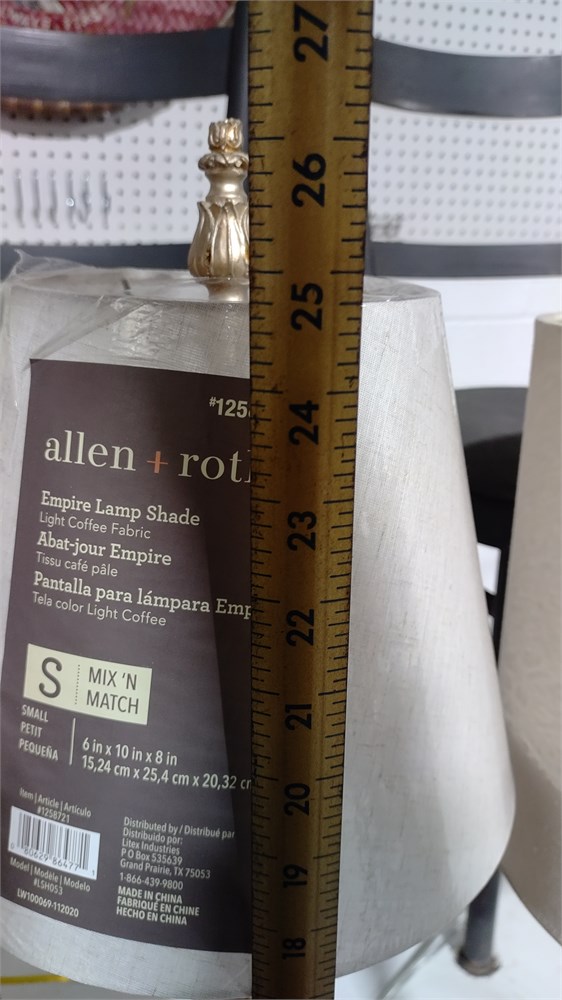 27
26
25
24
23
22
21
20
19
18
#125
allen + rot
Empire Lamp Shade
Light Coffee Fabric
Abat-jour Empire
Tissu café pâle
Pantalla para lámpara Emp
Tela color Light Coffee
S MIX 'N MATCH
SMALL
PETIT
PEQUEÑA
6 in x 10 in x 8 in
15,24 cm x 25,4 cm x 20,32 cm
Item | Article | Artículo
#1258721
Model | Modèle | Modelo
#LSH053
LW100069-112020
Distributed by / Distribué par
Distribuido por:
Litex Industries
P O Box 535639
Grand Prairie, TX 75053
1-866-439-9800
MADE IN CHINA
FABRIQUÉ EN CHINE
HECHO EN CHINA